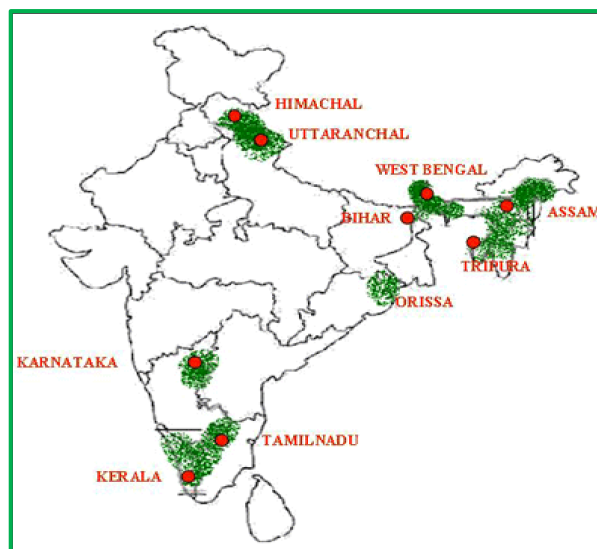 HIMACHAL
UTTARANCHAL
WEST BENGAL
ASSAM
BIHAR
TRIPURA
ORISSA
KARNATAKA
TAMILNADU
KERALA